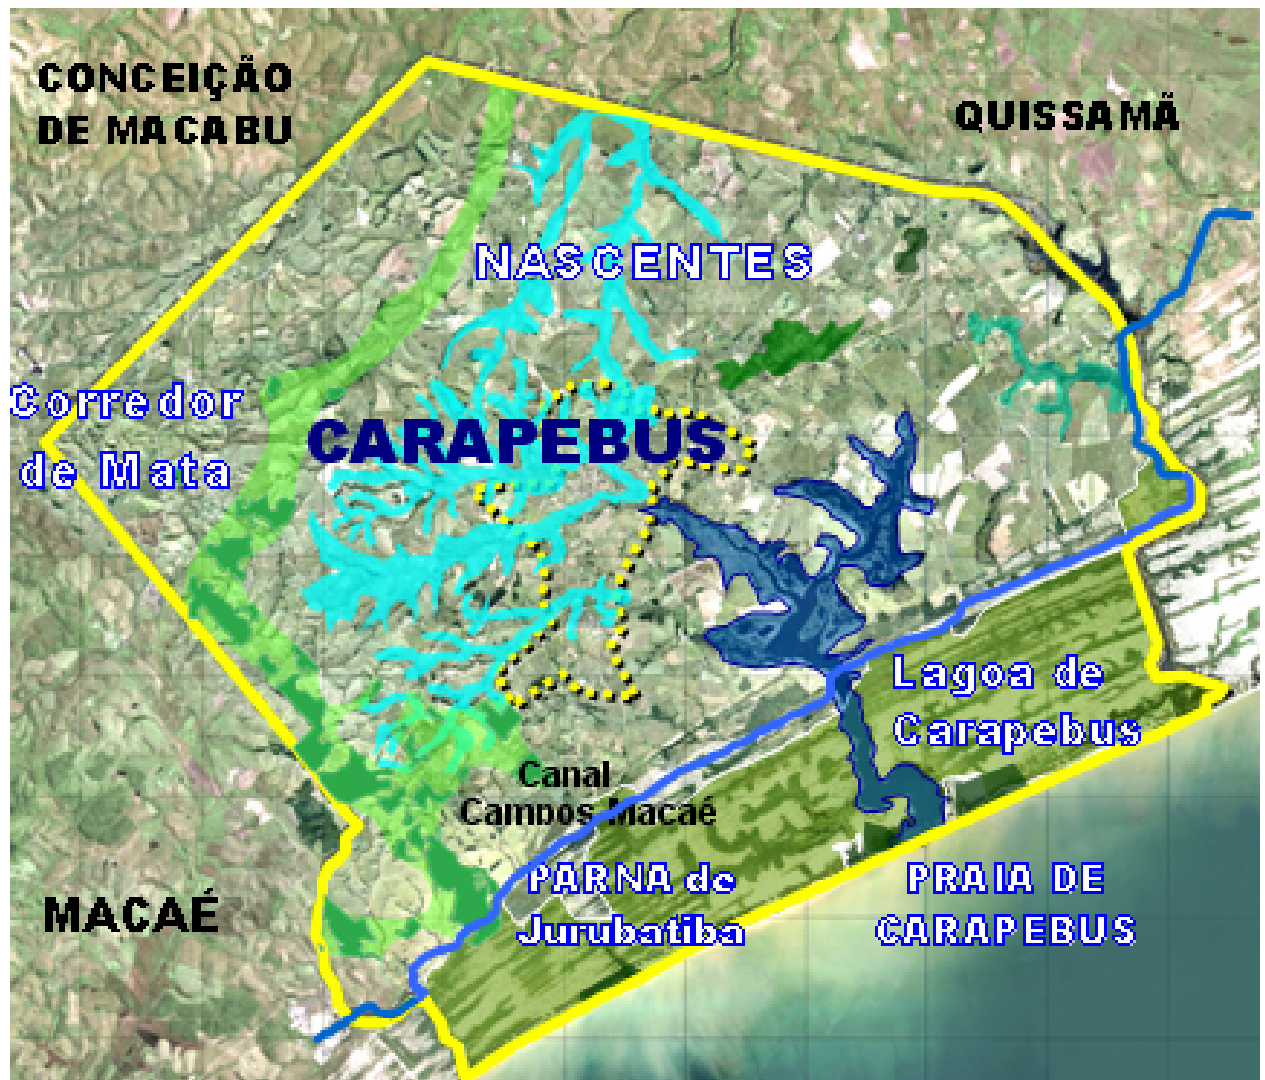 CONCEIÇÃO
DE MACABU
QUISSAMÃ
NASCENTES
Corredor
de Mata
CARAPEBUS
Lagoa de
Carapebus
Canal
Campos-Macaé
PARNA de
Jurubatiba
PRAIA DE
CARAPEBUS
MACAÉ